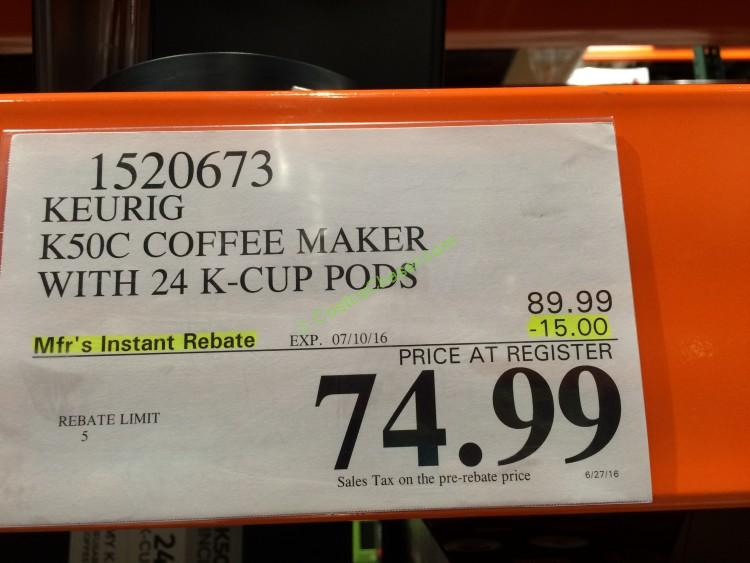 1520673
KEURIG
K50C COFFEE MAKER
WITH 24 K-CUP PODS
89.99
Mfr's Instant Rebate EXP. 07/10/16 -15.00
PRICE AT REGISTER
74.99
REBATE LIMIT
5
Sales Tax on the pre-rebate price 6/27/16